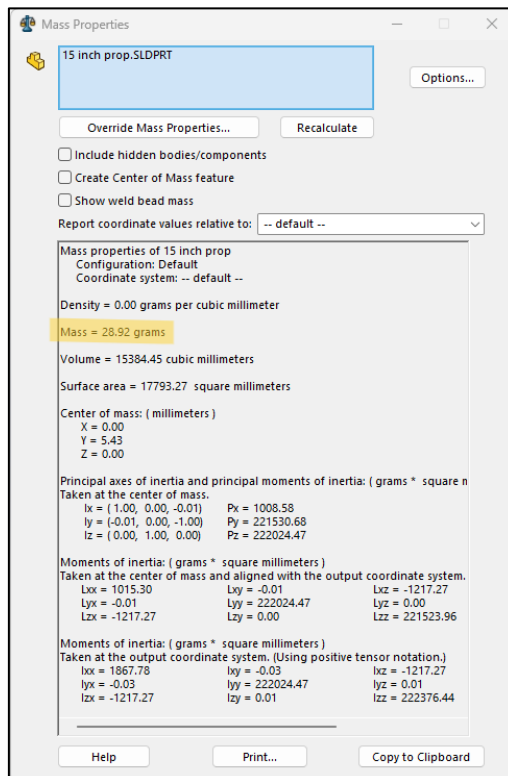 Mass Properties
15 inch prop.SLDPRT
Options...
Override Mass Properties...
Recalculate
Include hidden bodies/components
Create Center of Mass feature
Show weld bead mass
Report coordinate values relative to: -- default --
Mass properties of 15 inch prop
Configuration: Default
Coordinate system: -- default --
Density = 0.00 grams per cubic millimeter
Mass = 28.92 grams
Volume = 15384.45 cubic millimeters
Surface area = 17793.27 square millimeters
Center of mass: ( millimeters )
X = 0.00
Y = 5.43
Z = 0.00
Principal axes of inertia and principal moments of inertia: ( grams * square m
Taken at the center of mass.
Ix = ( 1.00, 0.00, -0.01) Px = 1008.58
Iy = (-0.01, 0.00, -1.00) Py = 221530.68
Iz = ( 0.00, 1.00, 0.00) Pz = 222024.47
Moments of inertia: ( grams * square millimeters )
Taken at the center of mass and aligned with the output coordinate system.
Lxx = 1015.30 Lxy = -0.01 Lxz = -1217.27
Lyx = -0.01 Lyy = 222024.47 Lyz = 0.00
Lzx = -1217.27 Lzy = 0.00 Lzz = 221523.96
Moments of inertia: ( grams * square millimeters )
Taken at the output coordinate system. (Using positive tensor notation.)
Ixx = 1867.78 Ixy = -0.03 Ixz = -1217.27
Iyx = -0.03 Iyy = 222024.47 Iyz = 0.01
Izx = -1217.27 Izy = 0.01 Izz = 222376.44
Help
Print...
Copy to Clipboard